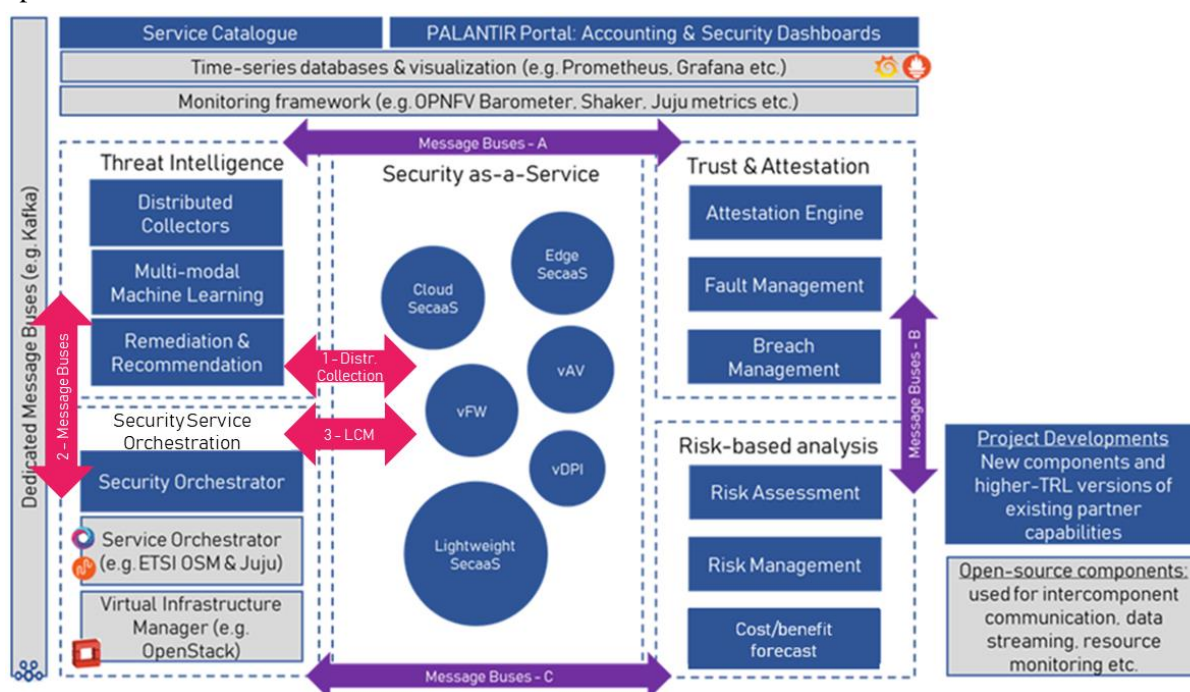 Service Catalogue
PALANTIR Portal: Accounting & Security Dashboards
Time-series databases & visualization (e.g. Prometheus, Grafana etc.)
Monitoring framework (e.g. OPNFV Barometer, Shaker, Juju metrics etc.)
Dedicated Message Buses (e.g. Kafka)
Message Buses - A
Threat Intelligence
Distributed
Collectors
Multi-modal
Machine Learning
Remediation &
Recommendation
2 – Message Buses
Security Service
Orchestration
Security Orchestrator
Service Orchestrator
(e.g. ETSI OSM & Juju)
Virtual Infrastructure
Manager (e.g.
OpenStack)
1 – Distr.
Collection
3 – LCM
Security as-a-Service
Edge
SecaaS
Cloud
SecaaS
vAV
vFW
vDPI
Lightweight
SecaaS
Message Buses - C
Trust & Attestation
Attestation Engine
Fault Management
Breach
Management
Message Buses - B
Risk-based analysis
Risk Assessment
Risk Management
Cost/benefit
forecast
Project Developments
New components and
higher-TRL versions of
existing partner
capabilities
Open-source components:
used for intercomponent
communication, data
streaming, resource
monitoring etc.